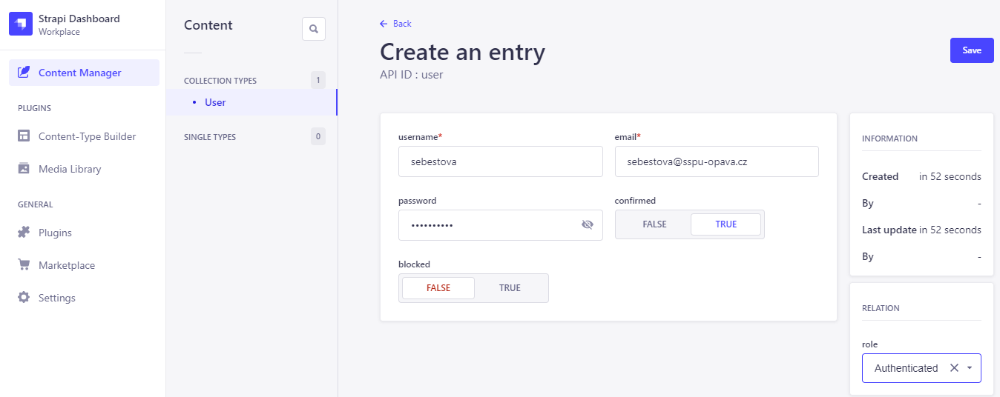 Strapi Dashboard
Workplace
Content Manager
PLUGINS
Content-Type Builder
Media Library
GENERAL
Plugins
Marketplace
Settings
Content
COLLECTION TYPES 1
• User
SINGLE TYPES 0
← Back
Create an entry
API ID : user
Save
username* email*
sebestova sebestova@sspu-opava.cz
password confirmed
•••••••••• FALSE TRUE
blocked
FALSE TRUE
INFORMATION
Created in 52 seconds
By -
Last update in 52 seconds
By -
RELATION
role
Authenticated